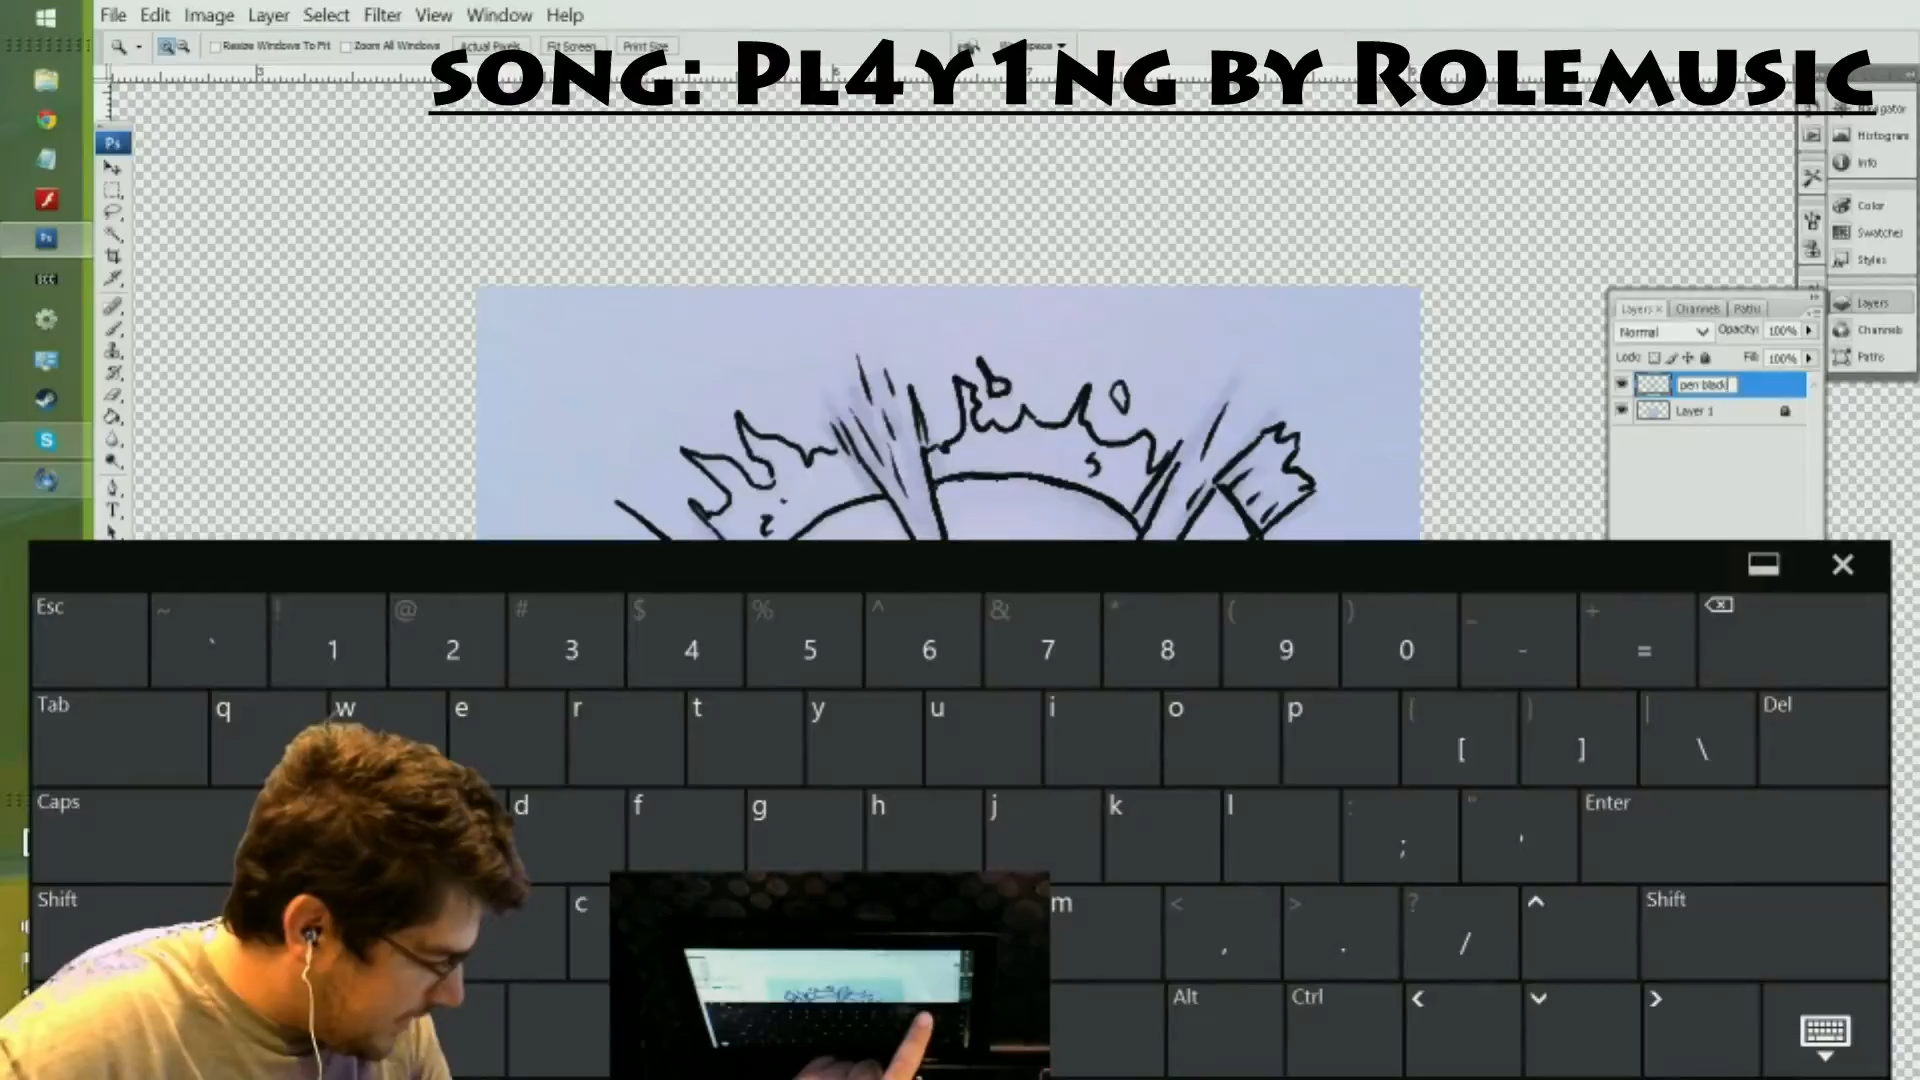 File Edit Image Layer Select Filter View Window Help
Resize Windows To Fit Zoom All Windows Actual Pixels Fit Screen Print Size
song: Pl4y1ng by Rolemusic
Navigator
Histogram
Info
Color
Swatches
Styles
Layers
Channels
Paths
Ps
Ps
Layers x Channels Paths
Normal Opacity: 100%
Lock: Fill: 100%
pen black
Layer 1
Esc ~ ` ! 1 @ 2 # 3 $ 4 % 5 ^ 6 & 7 * 8 ( 9 ) 0 _ - + =
Tab q w e r t y u i o p { [ } ] | \ Del
Caps d f g h j k l : ; " ' Enter
Shift c m < , > . ? / Shift
Alt Ctrl